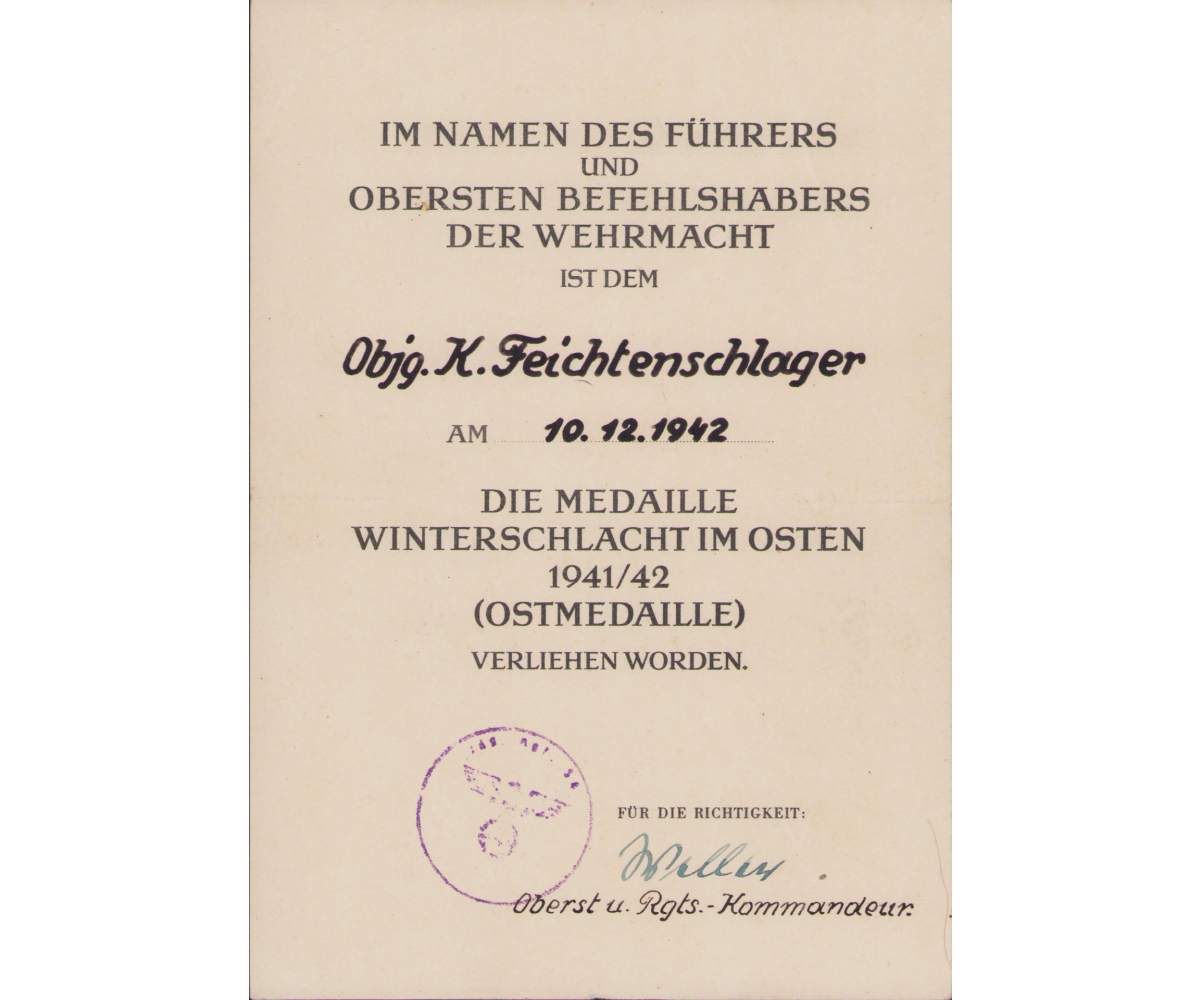 IM NAMEN DES FÜHRERS
UND
OBERSTEN BEFEHLSHABERS
DER WEHRMACHT
IST DEM
Objg. K. Feichtenschlager
AM 10. 12. 1942
DIE MEDAILLE
WINTERSCHLACHT IM OSTEN
1941/42
(OSTMEDAILLE)
VERLIEHEN WORDEN.
FÜR DIE RICHTIGKEIT:
Weller
Oberst u. Rgts.-Kommandeur.